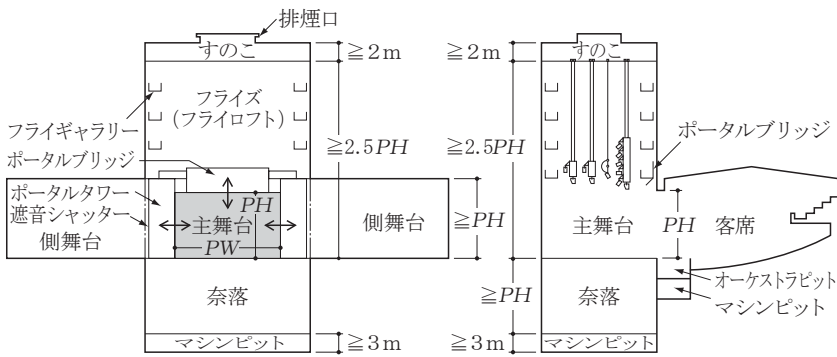 排煙口
すのこ
≧2m
フライズ
(フライロフト)
フライギャラリー
≧2.5PH
ポータルブリッジ
ポータルタワー
遮音シャッター
側舞台
主舞台
PH
PW
側舞台
≧PH
奈落
マシンピット
≧3m
≧2m
すのこ
≧2.5PH
ポータルブリッジ
主舞台
PH
客席
オーケストラピット
マシンピット
≧PH
奈落
≧3m
マシンピット